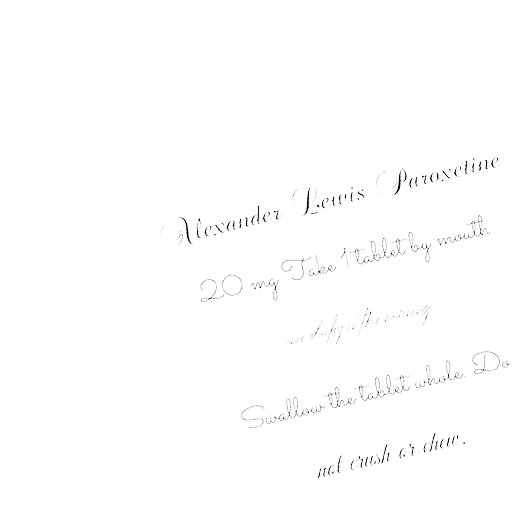 Alexander Lewis Paroxetine
20 mg Take 1 tablet by mouth
Swallow the tablet whole. Do
not crush or chew.